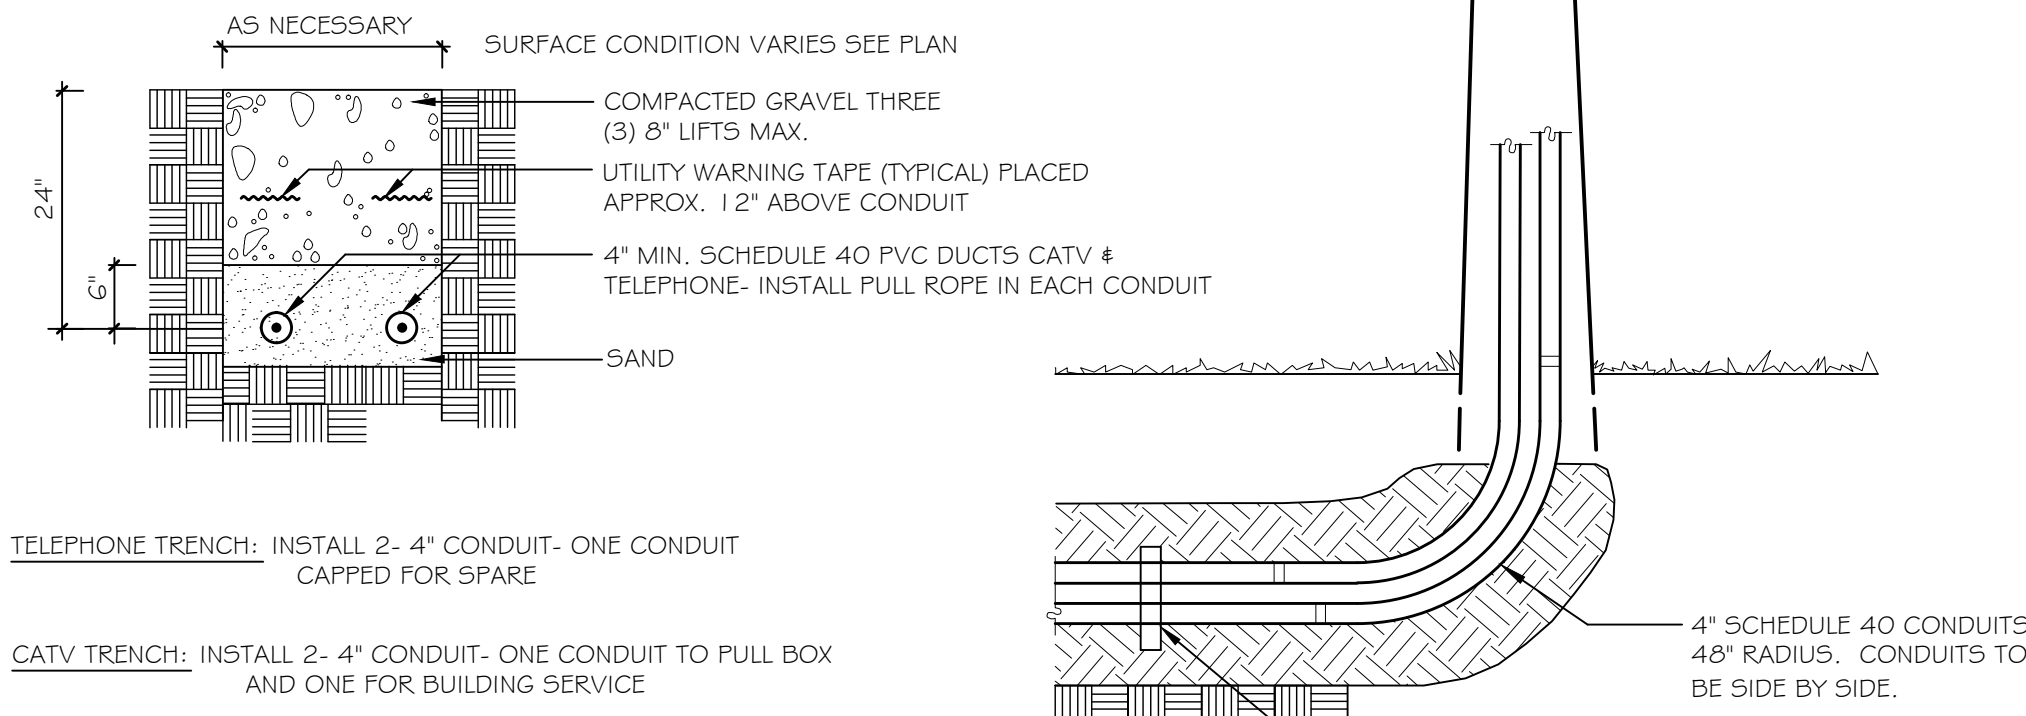 AS NECESSARY
SURFACE CONDITION VARIES SEE PLAN
COMPACTED GRAVEL THREE
(3) 8" LIFTS MAX.
UTILITY WARNING TAPE (TYPICAL) PLACED
APPROX. 12" ABOVE CONDUIT
24"
6"
4" MIN. SCHEDULE 40 PVC DUCTS CATV &
TELEPHONE- INSTALL PULL ROPE IN EACH CONDUIT
SAND
TELEPHONE TRENCH: INSTALL 2- 4" CONDUIT- ONE CONDUIT
CAPPED FOR SPARE
CATV TRENCH: INSTALL 2- 4" CONDUIT- ONE CONDUIT TO PULL BOX
AND ONE FOR BUILDING SERVICE
4" SCHEDULE 40 CONDUITS
48" RADIUS. CONDUITS TO
BE SIDE BY SIDE.